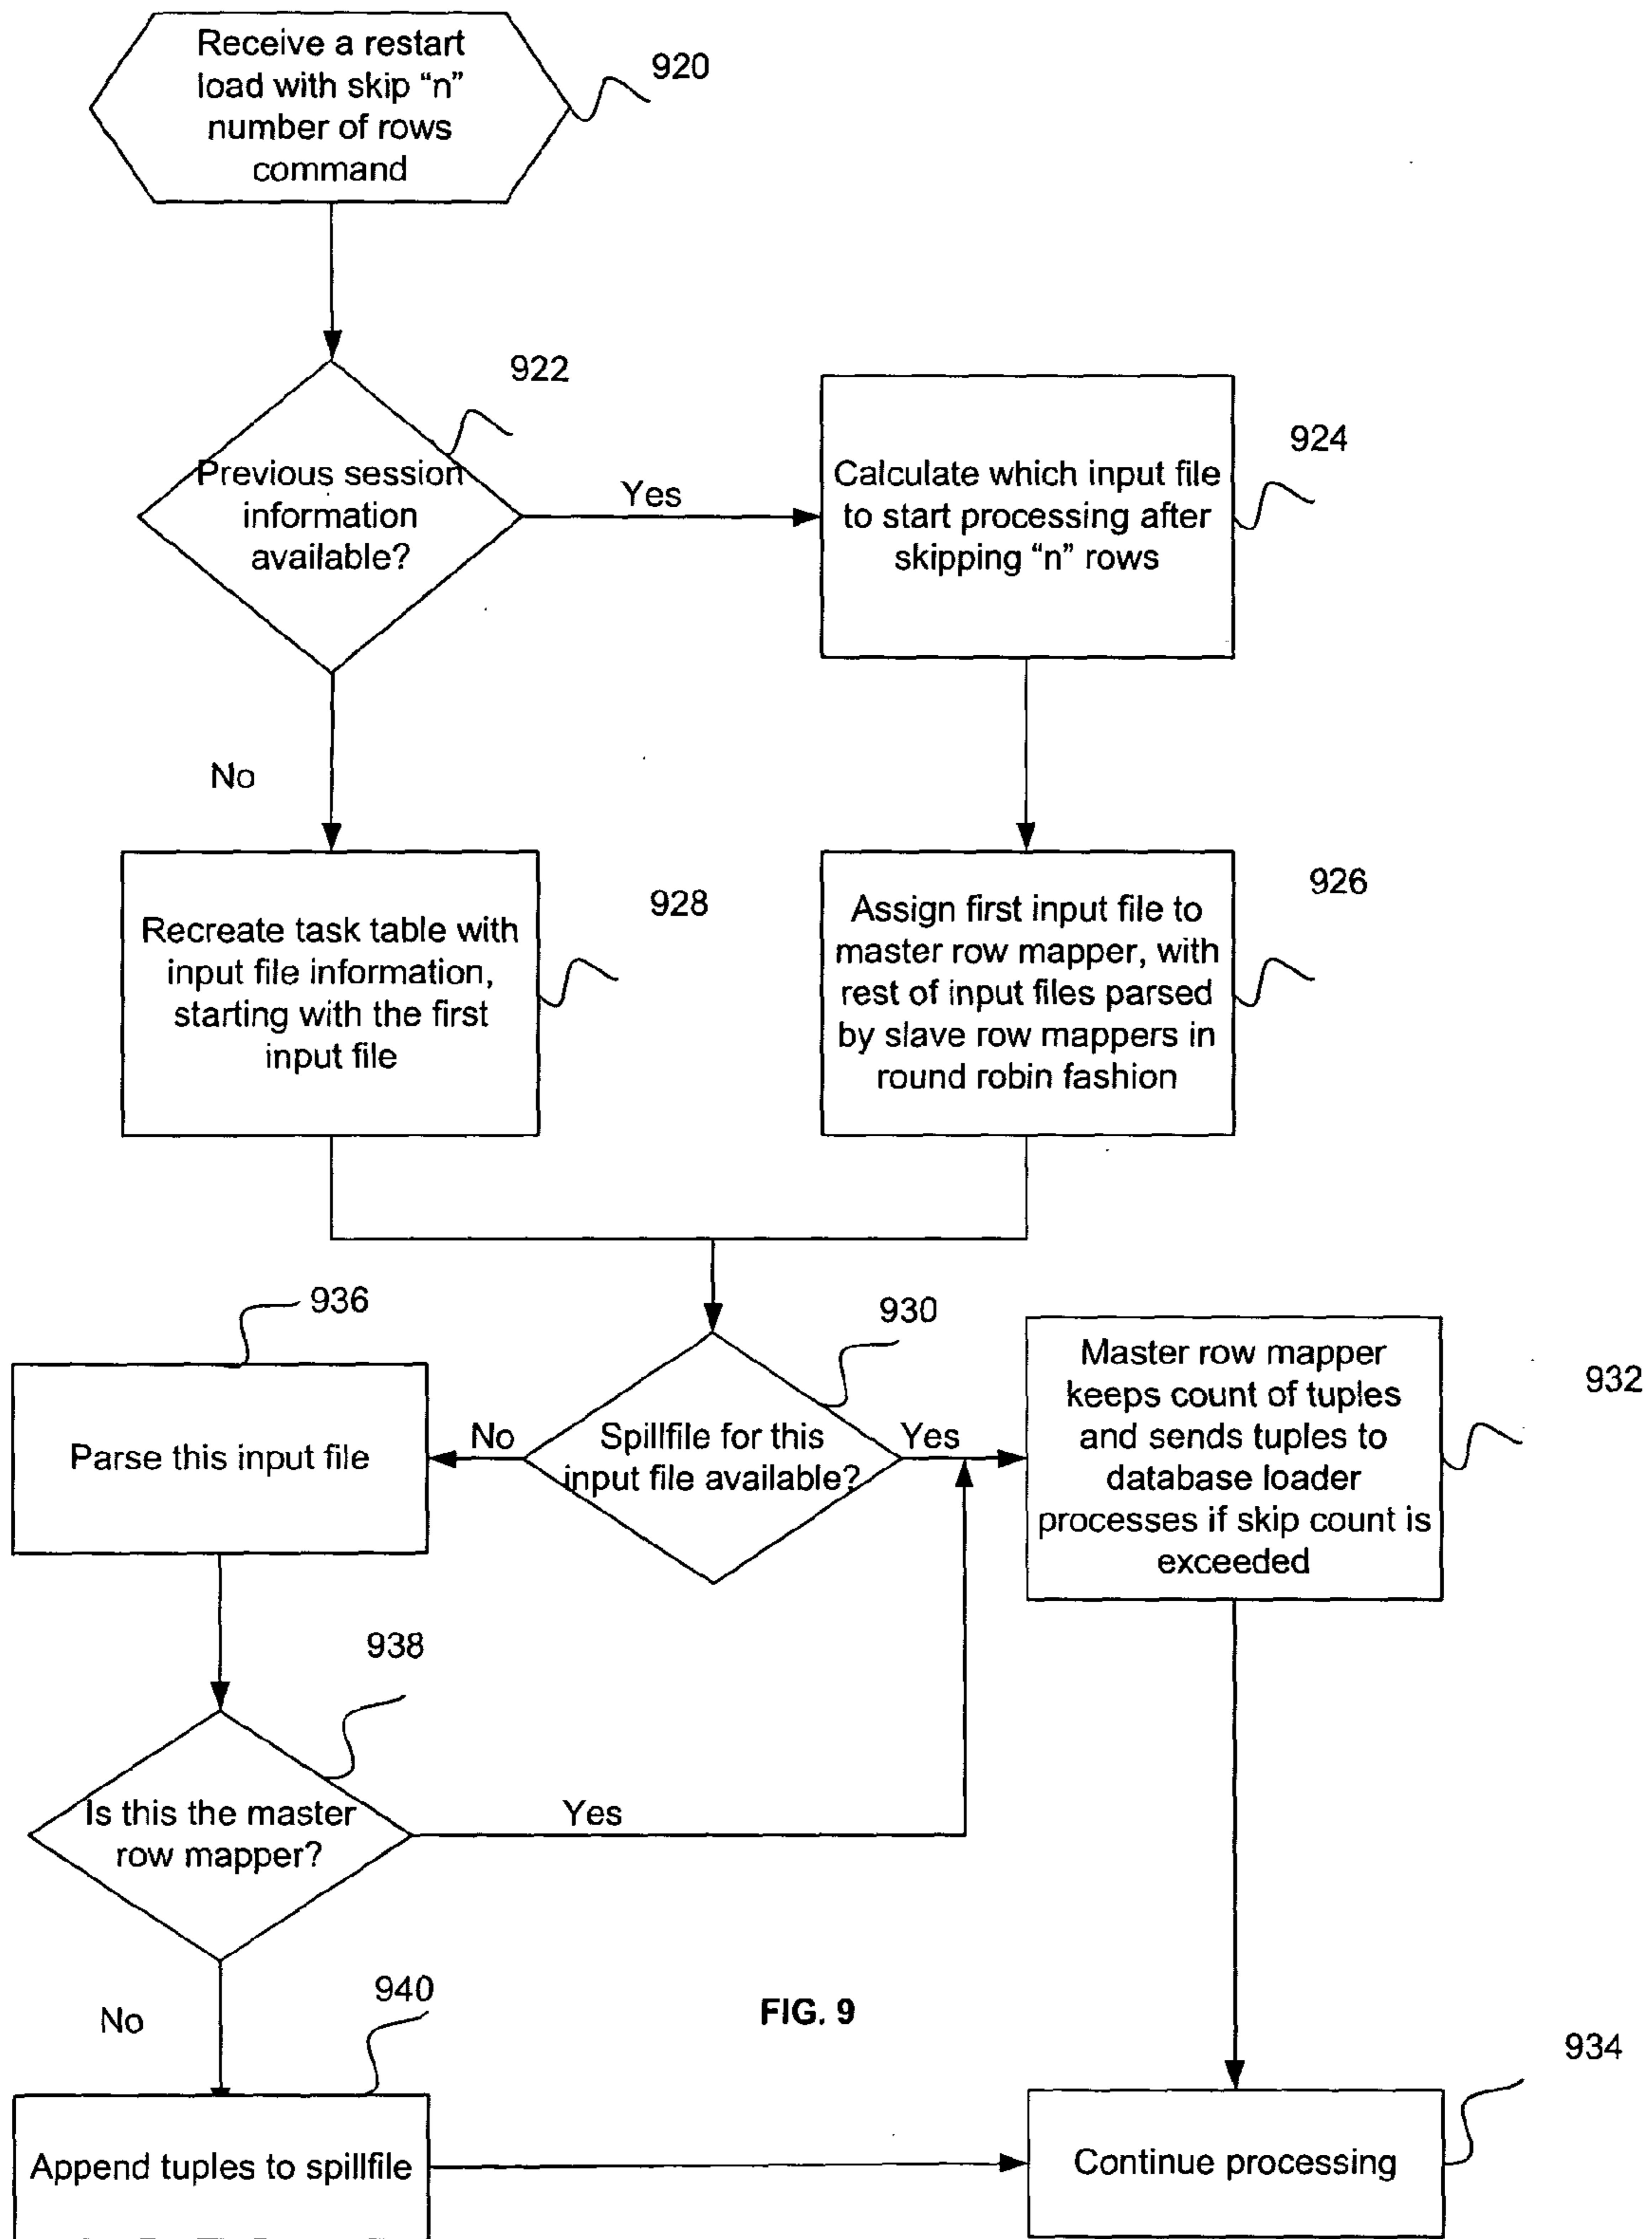 Receive a restart
load with skip “n”
number of rows
command
920
922
Previous session
information
available?
Yes
Calculate which input file
to start processing after
skipping “n” rows
924
No
Recreate task table with
input file information,
starting with the first
input file
928
Assign first input file to
master row mapper, with
rest of input files parsed
by slave row mappers in
round robin fashion
926
936
Parse this input file
No
930
Spillfile for this
input file available?
Yes
Master row mapper
keeps count of tuples
and sends tuples to
database loader
processes if skip count is
exceeded
932
938
Is this the master
row mapper?
Yes
No
940
Append tuples to spillfile
FIG. 9
934
Continue processing